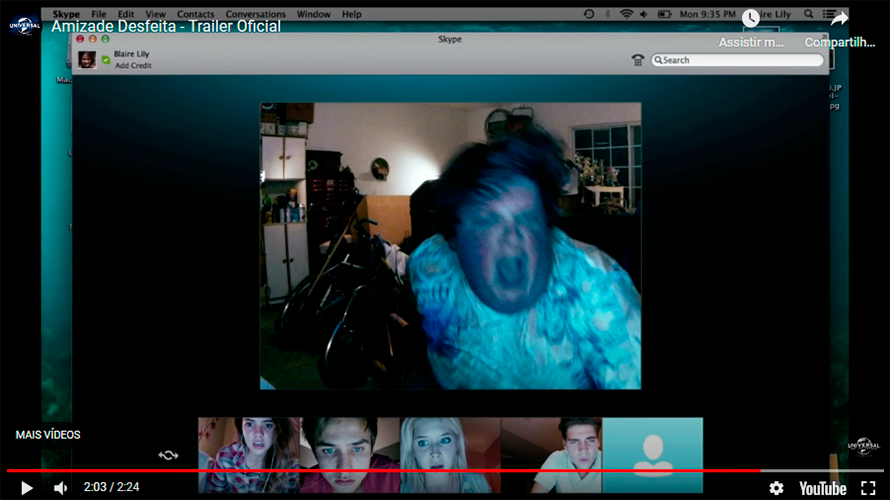 Skype File Edit View Contacts Conversations Window Help Mon 9:35 PM Blaire Lily
UNIVERSAL
Amizade Desfeita - Trailer Oficial
Assistir m... Compartilh...
Skype
Blaire Lily
Add Credit
Search
MAIS VÍDEOS
UNIVERSAL
2:03 / 2:24
YouTube